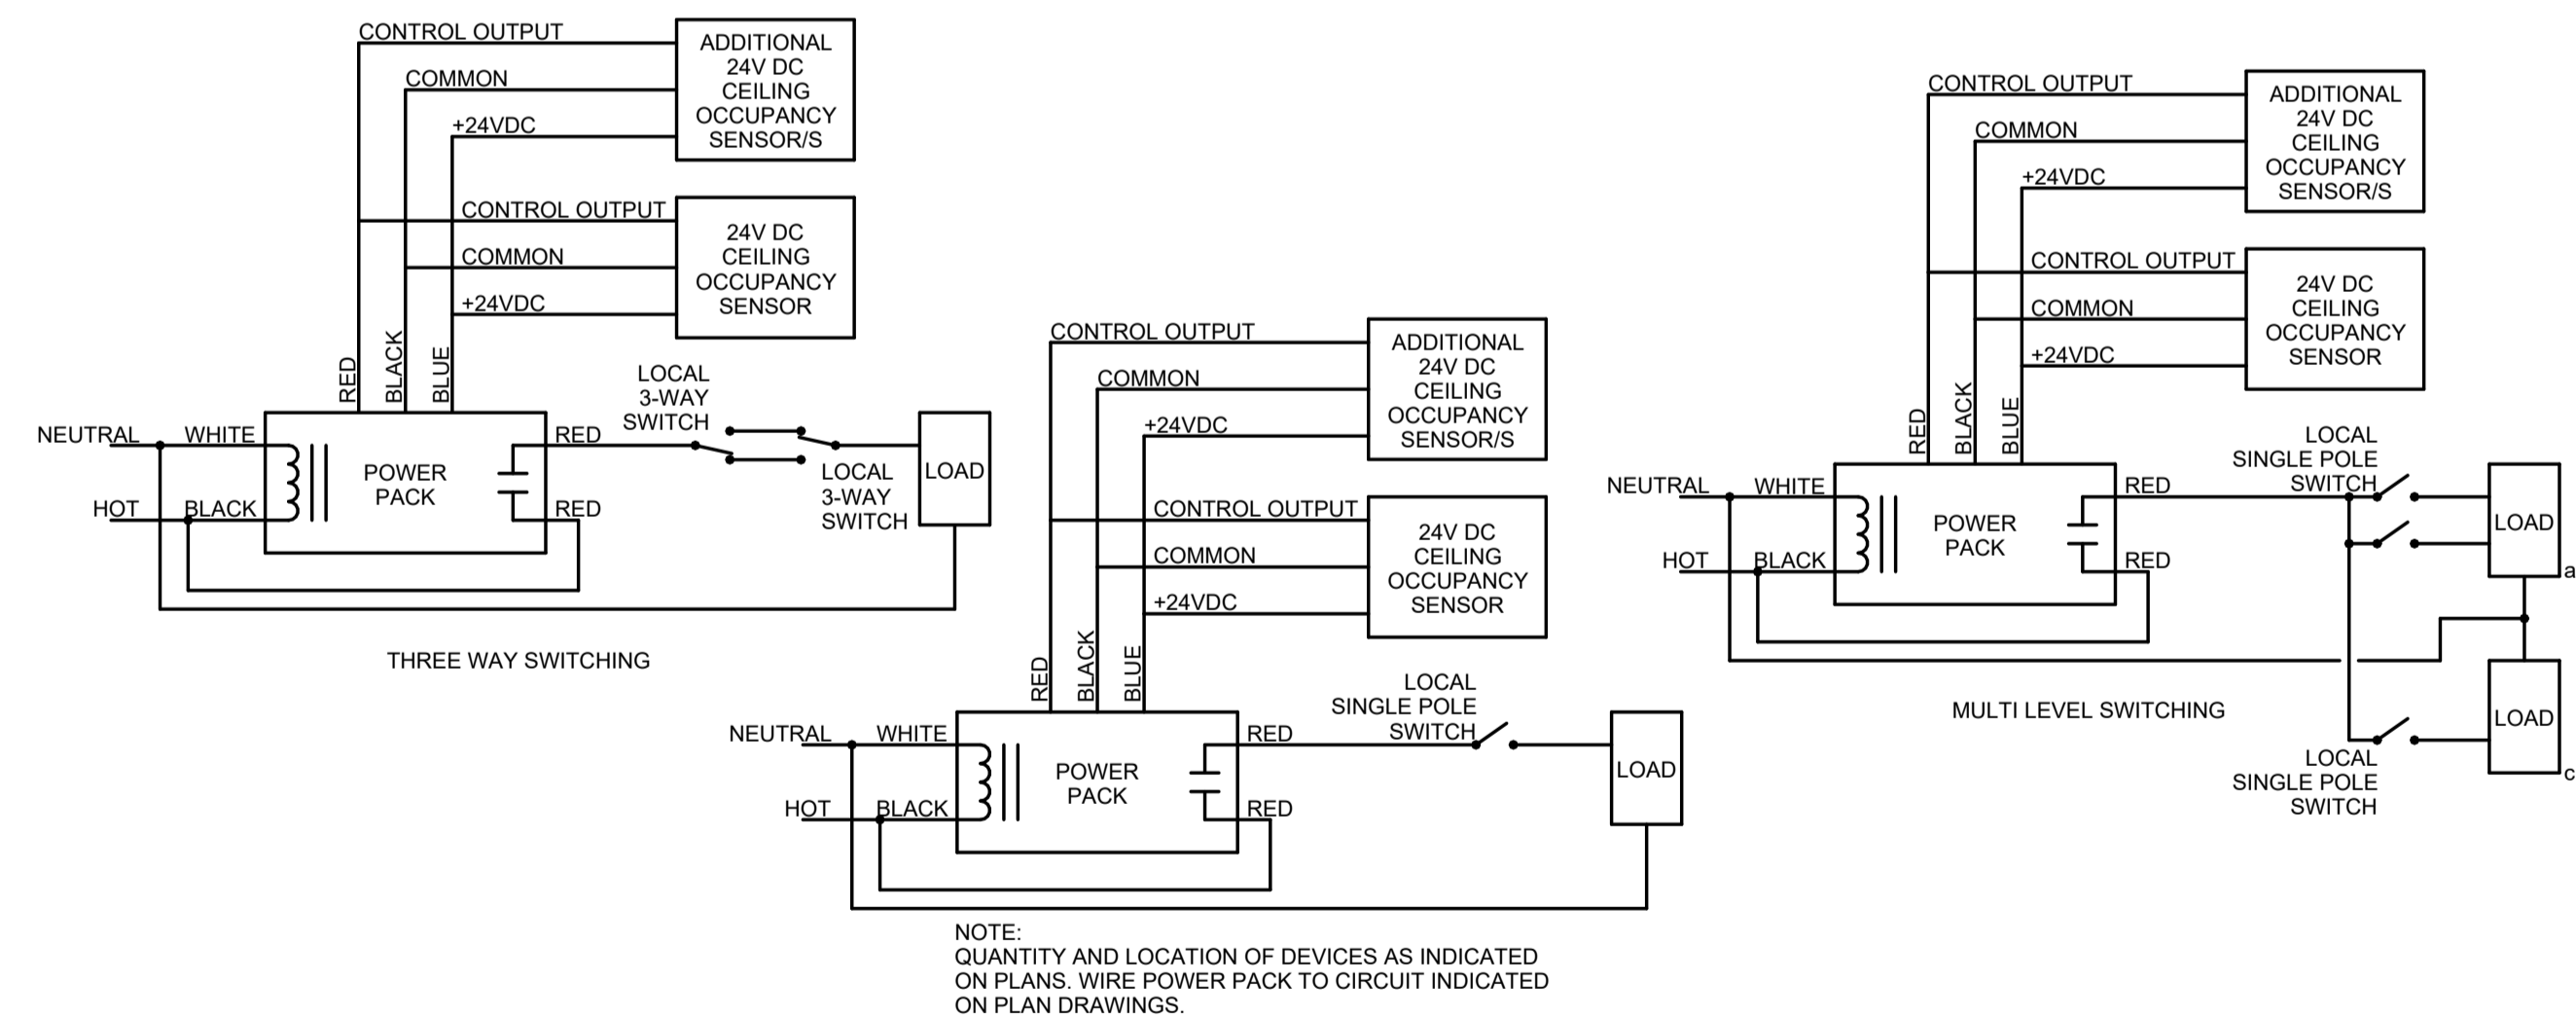 CONTROL OUTPUT
COMMON
+24VDC
ADDITIONAL
24V DC
CEILING
OCCUPANCY
SENSOR/S
CONTROL OUTPUT
COMMON
+24VDC
24V DC
CEILING
OCCUPANCY
SENSOR
RED
BLACK
BLUE
LOCAL
3-WAY
SWITCH
NEUTRAL
WHITE
HOT
BLACK
POWER
PACK
RED
RED
LOCAL
3-WAY
SWITCH
LOAD
THREE WAY SWITCHING
CONTROL OUTPUT
COMMON
+24VDC
ADDITIONAL
24V DC
CEILING
OCCUPANCY
SENSOR/S
CONTROL OUTPUT
COMMON
+24VDC
24V DC
CEILING
OCCUPANCY
SENSOR
RED
BLACK
BLUE
LOCAL
SINGLE POLE
SWITCH
NEUTRAL
WHITE
HOT
BLACK
POWER
PACK
RED
RED
LOAD
NOTE:
QUANTITY AND LOCATION OF DEVICES AS INDICATED
ON PLANS. WIRE POWER PACK TO CIRCUIT INDICATED
ON PLAN DRAWINGS.
CONTROL OUTPUT
COMMON
+24VDC
ADDITIONAL
24V DC
CEILING
OCCUPANCY
SENSOR/S
CONTROL OUTPUT
COMMON
+24VDC
24V DC
CEILING
OCCUPANCY
SENSOR
RED
BLACK
BLUE
LOCAL
SINGLE POLE
SWITCH
NEUTRAL
WHITE
HOT
BLACK
POWER
PACK
RED
RED
LOAD
a
LOAD
c
LOCAL
SINGLE POLE
SWITCH
MULTI LEVEL SWITCHING